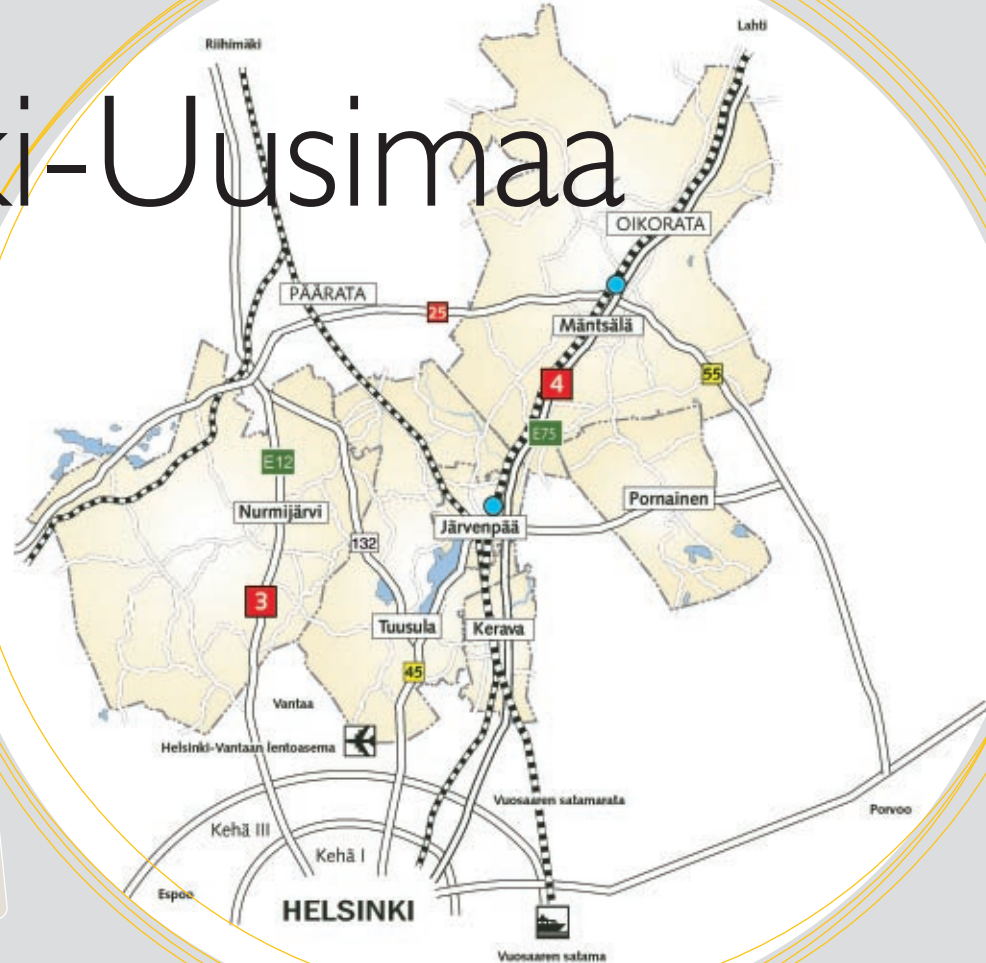 Riihimäki
Lahti
ki-Uusimaa
OIKORATA
PÄÄRATA
25
Mäntsälä
4
55
E75
E12
Pornainen
Nurmijärvi
Järvenpää
132
3
Tuusula
Kerava
45
Vantaa
Helsinki-Vantaan lentoasema
Vuosaaren satamarata
Porvoo
Kehä III
Kehä I
Espoo
HELSINKI
Vuosaaren satama